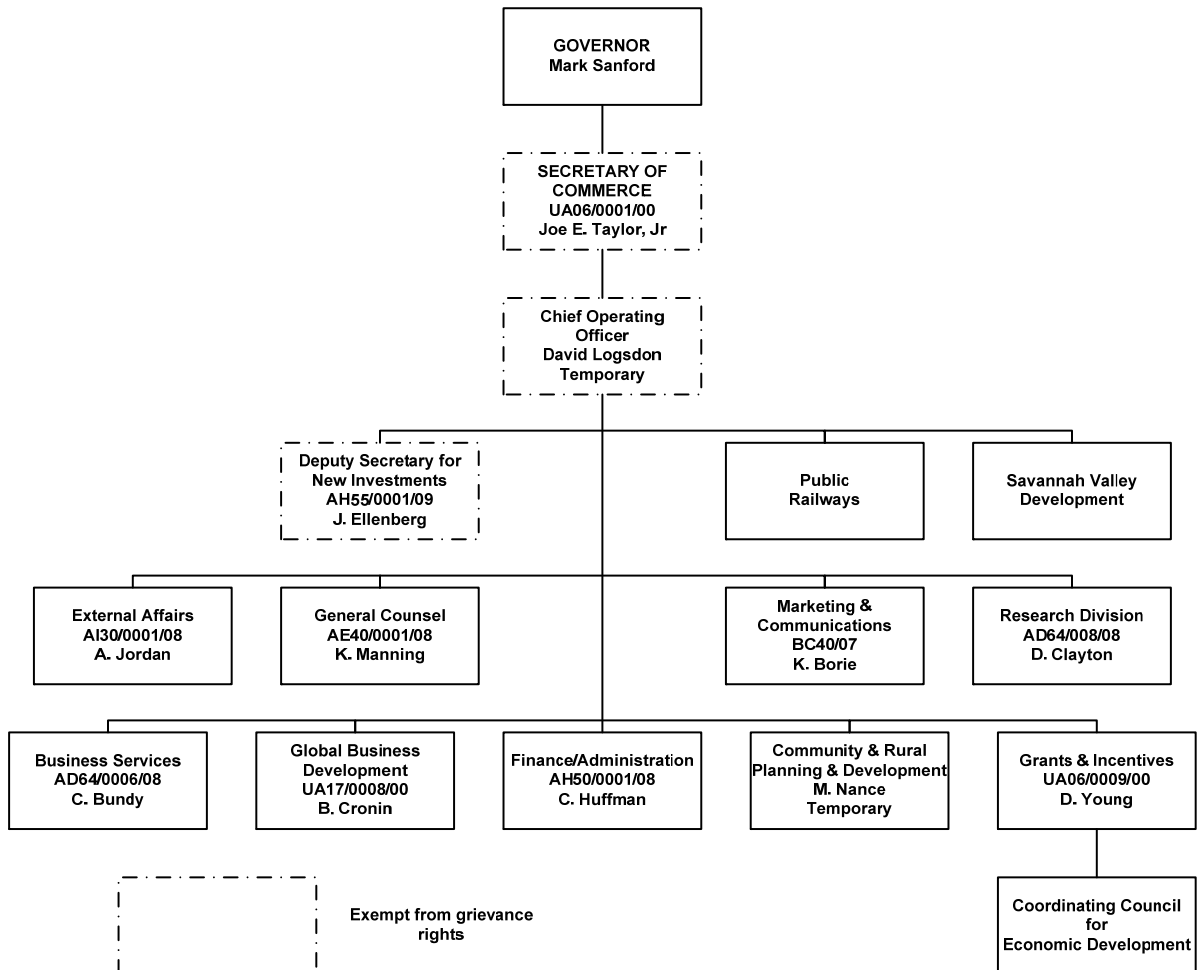 GOVERNOR
Mark Sanford
SECRETARY OF
COMMERCE
UA06/0001/00
Joe E. Taylor, Jr
Chief Operating
Officer
David Logsdon
Temporary
Deputy Secretary for
New Investments
AH55/0001/09
J. Ellenberg
Public
Railways
Savannah Valley
Development
External Affairs
AI30/0001/08
A. Jordan
General Counsel
AE40/0001/08
K. Manning
Marketing &
Communications
BC40/07
K. Borie
Research Division
AD64/008/08
D. Clayton
Business Services
AD64/0006/08
C. Bundy
Global Business
Development
UA17/0008/00
B. Cronin
Finance/Administration
AH50/0001/08
C. Huffman
Community & Rural
Planning & Development
M. Nance
Temporary
Grants & Incentives
UA06/0009/00
D. Young
Exempt from grievance
rights
Coordinating Council
for
Economic Development